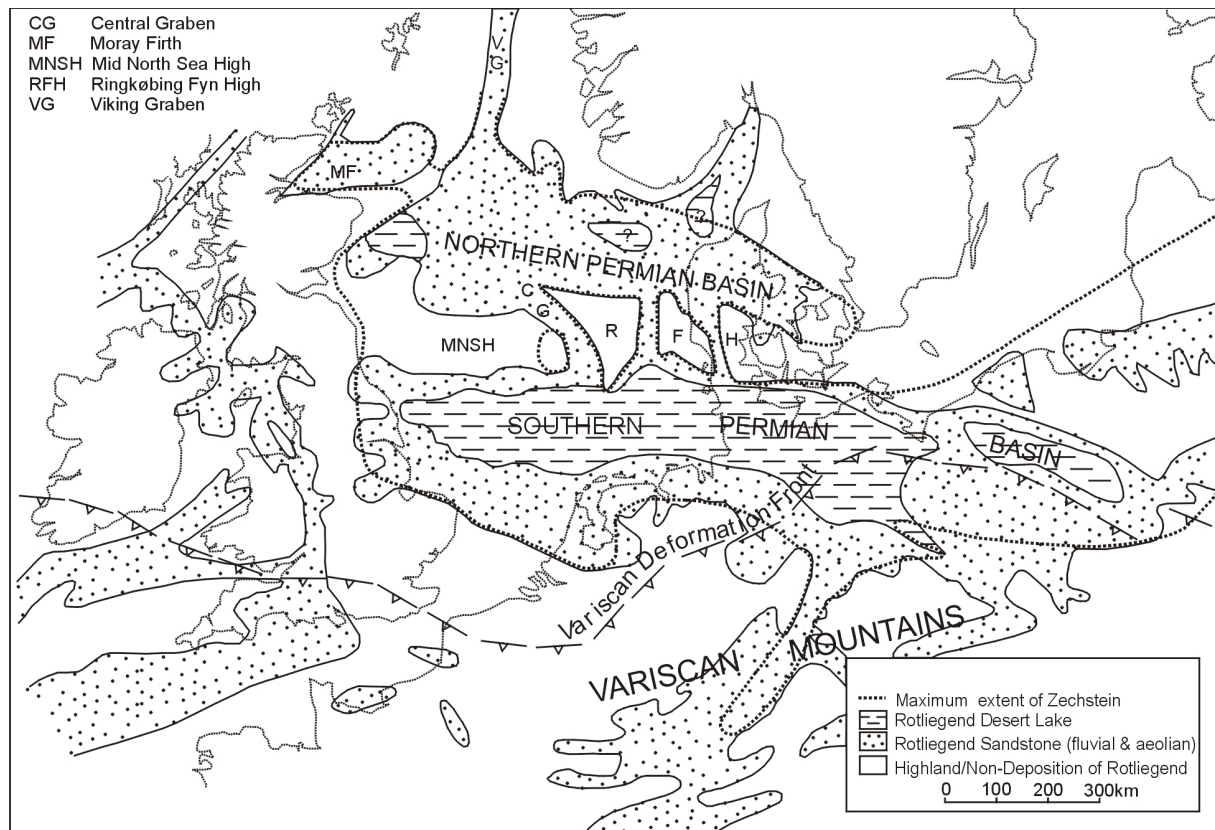 CG Central Graben
MF Moray Firth
MNSH Mid North Sea High
RFH Ringkøbing Fyn High
VG Viking Graben
V
G
MF
?
?
NORTHERN PERMIAN BASIN
C
G
MNSH
R
F
H
SOUTHERN PERMIAN BASIN
Variscan Deformation Front
VARISCAN MOUNTAINS
Maximum extent of Zechstein
Rotliegend Desert Lake
Rotliegend Sandstone (fluvial & aeolian)
Highland/Non-Deposition of Rotliegend
0 100 200 300km